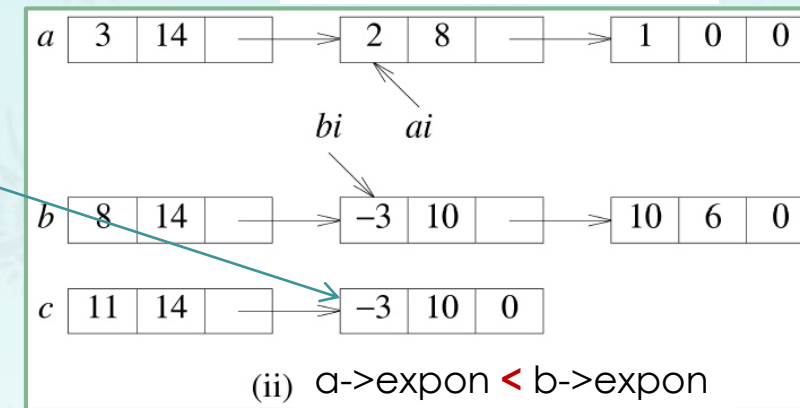 a 3 14 2 8 1 0 0
bi ai
b 8 14 −3 10 10 6 0
c 11 14 −3 10 0
(ii) a->expon < b->expon